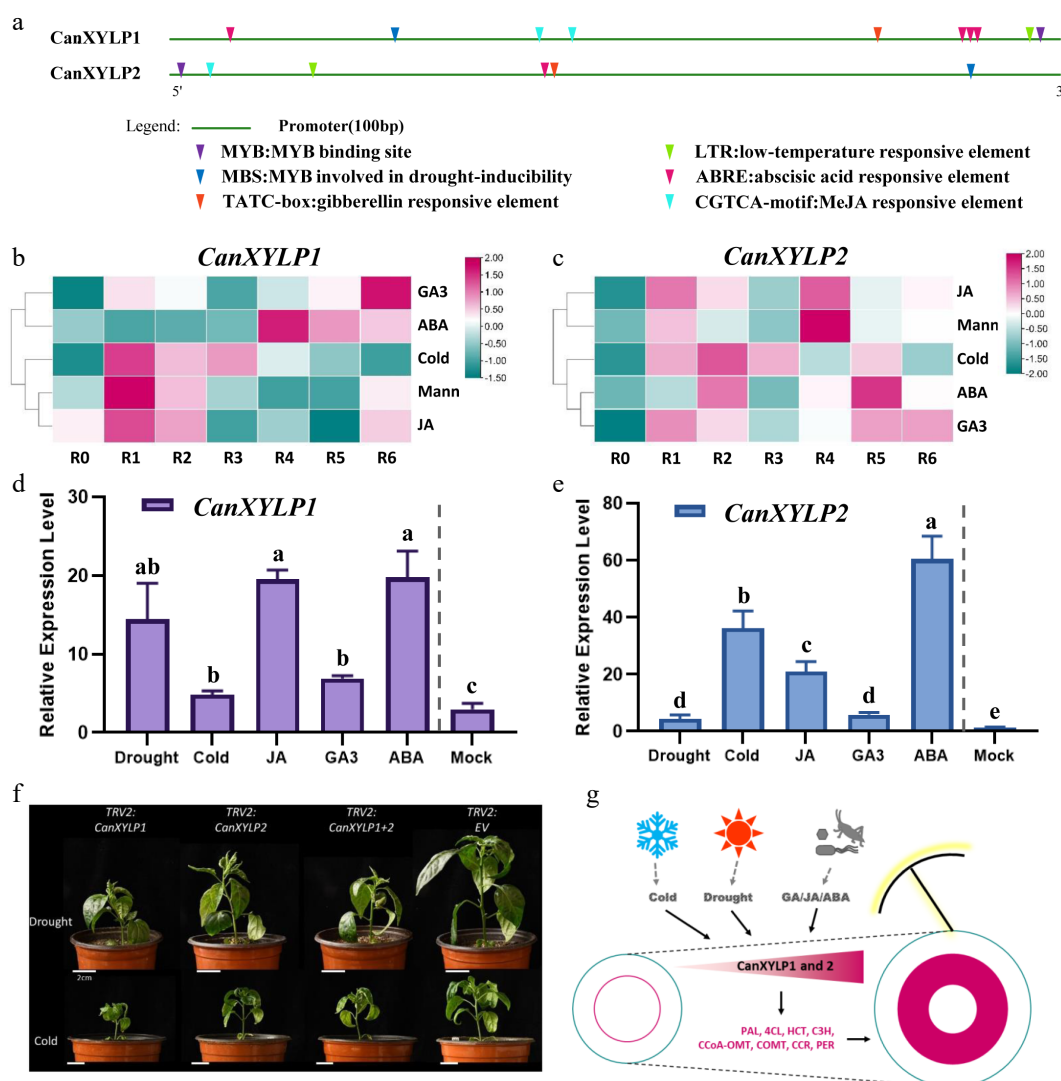 a
CanXYLP1
CanXYLP2
5' 3
Legend: Promoter(100bp)
MYB:MYB binding site
MBS:MYB involved in drought-inducibility
TATC-box:gibberellin responsive element
LTR:low-temperature responsive element
ABRE:abscisic acid responsive element
CGTCA-motif:MeJA responsive element
b
CanXYLP1
GA3
ABA
Cold
Mann
JA
R0 R1 R2 R3 R4 R5 R6
2.00
1.50
1.00
0.50
0.00
-0.50
-1.00
-1.50
c
CanXYLP2
JA
Mann
Cold
ABA
GA3
R0 R1 R2 R3 R4 R5 R6
2.00
1.50
1.00
0.50
0.00
-0.50
-1.00
-1.50
-2.00
d
CanXYLP1
Relative Expression Level
30
20
10
0
ab
b
a
b
a
c
Drought Cold JA GA3 ABA Mock
e
CanXYLP2
Relative Expression Level
80
60
40
20
0
d
b
c
d
a
e
Drought Cold JA GA3 ABA Mock
f
TRV2: CanXYLP1
TRV2: CanXYLP2
TRV2: CanXYLP1+2
TRV2: EV
Drought
2cm
Cold
g
Cold Drought GA/JA/ABA
CanXYLP1 and 2
PAL, 4CL, HCT, C3H,
CCoA-OMT, COMT, CCR, PER